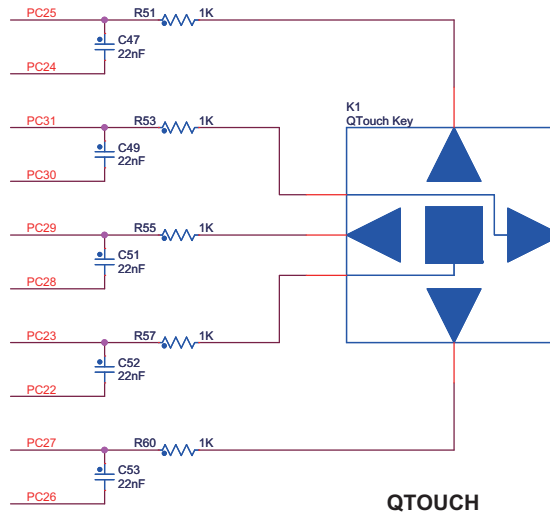 PC25
R51
1K
C47
22nF
PC24
K1
QTouch Key
PC31
R53
1K
C49
22nF
PC30
PC29
R55
1K
C51
22nF
PC28
PC23
R57
1K
C52
22nF
PC22
PC27
R60
1K
C53
22nF
PC26
QTOUCH